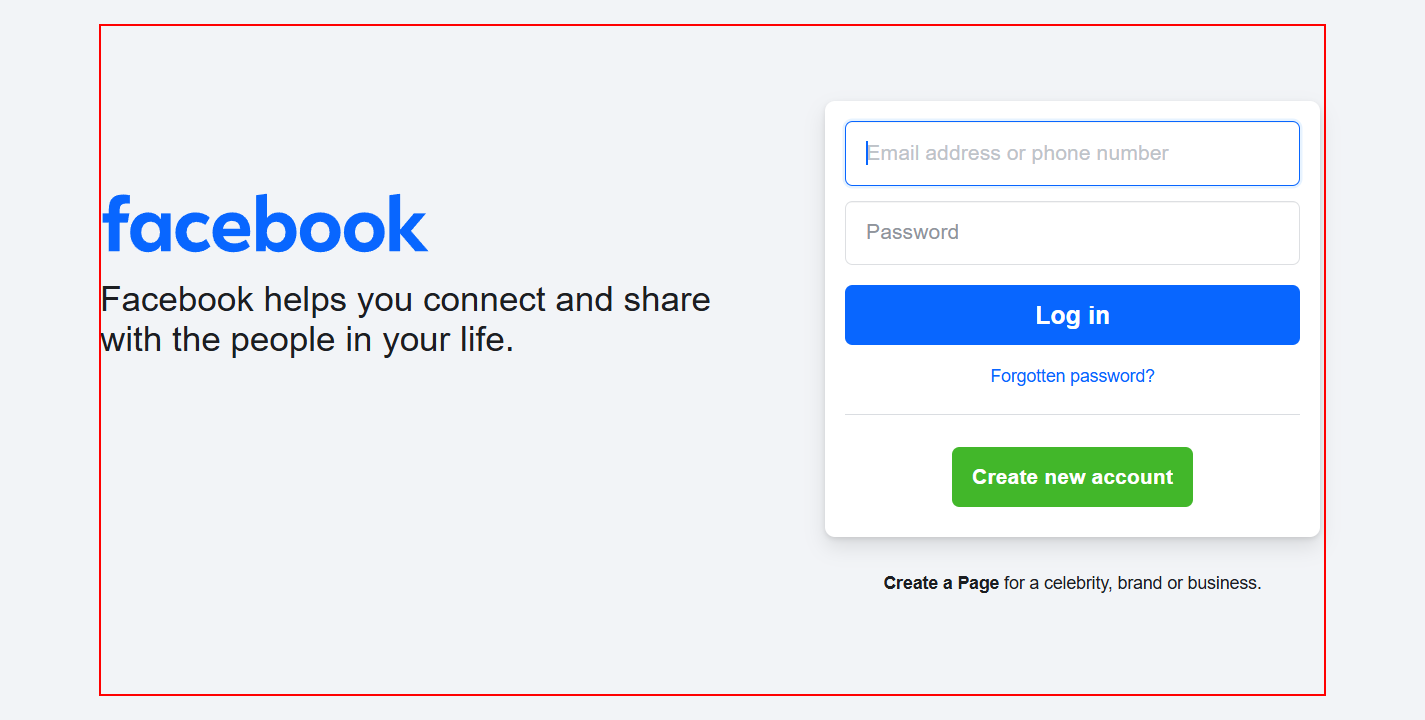 facebook
Facebook helps you connect and share
with the people in your life.
Email address or phone number
Password
Log in
Forgotten password?
Create new account
Create a Page for a celebrity, brand or business.